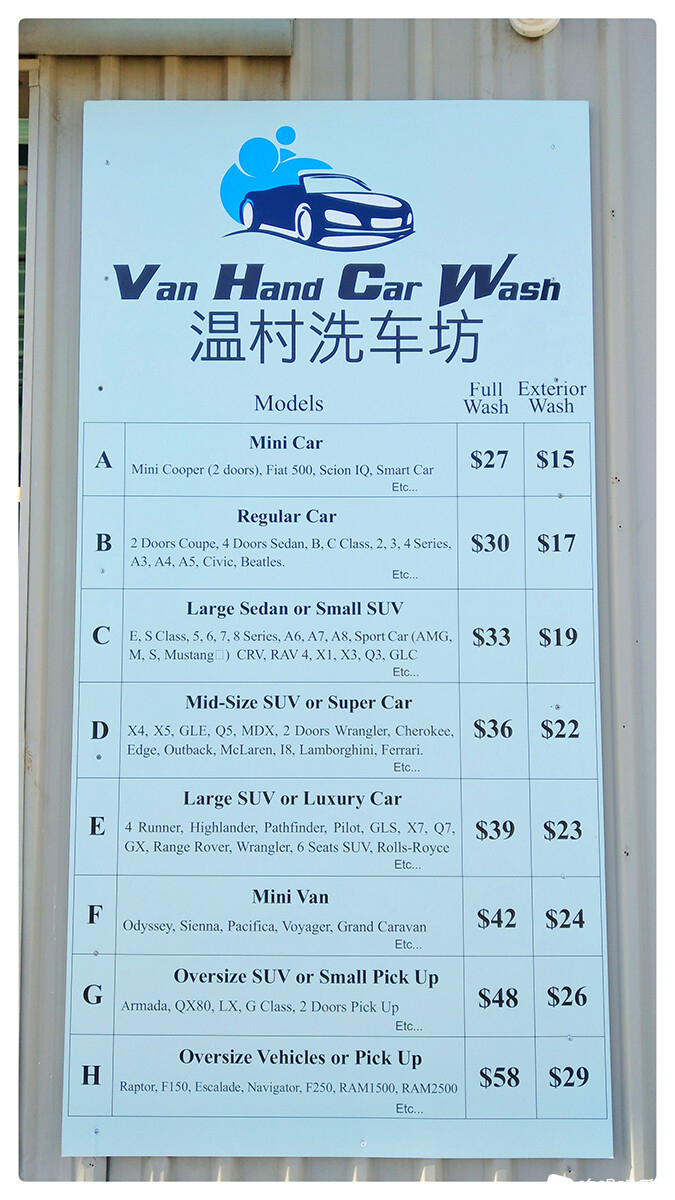 Van Hand Car Wash
温村洗车坊
Models
Full Wash
Exterior Wash
A
Mini Car
Mini Cooper (2 doors), Fiat 500, Scion IQ, Smart Car
Etc...
$27
$15
B
Regular Car
2 Doors Coupe, 4 Doors Sedan, B, C Class, 2, 3, 4 Series,
A3, A4, A5, Civic, Beatles.
Etc...
$30
$17
C
Large Sedan or Small SUV
E, S Class, 5, 6, 7, 8 Series, A6, A7, A8, Sport Car (AMG,
M, S, Mustang□) CRV, RAV 4, X1, X3, Q3, GLC
Etc...
$33
$19
D
Mid-Size SUV or Super Car
X4, X5, GLE, Q5, MDX, 2 Doors Wrangler, Cherokee,
Edge, Outback, McLaren, I8, Lamborghini, Ferrari.
Etc...
$36
$22
E
Large SUV or Luxury Car
4 Runner, Highlander, Pathfinder, Pilot, GLS, X7, Q7,
GX, Range Rover, Wrangler, 6 Seats SUV, Rolls-Royce
Etc...
$39
$23
F
Mini Van
Odyssey, Sienna, Pacifica, Voyager, Grand Caravan
Etc...
$42
$24
G
Oversize SUV or Small Pick Up
Armada, QX80, LX, G Class, 2 Doors Pick Up
Etc...
$48
$26
H
Oversize Vehicles or Pick Up
Raptor, F150, Escalade, Navigator, F250, RAM1500, RAM2500
Etc...
$58
$29